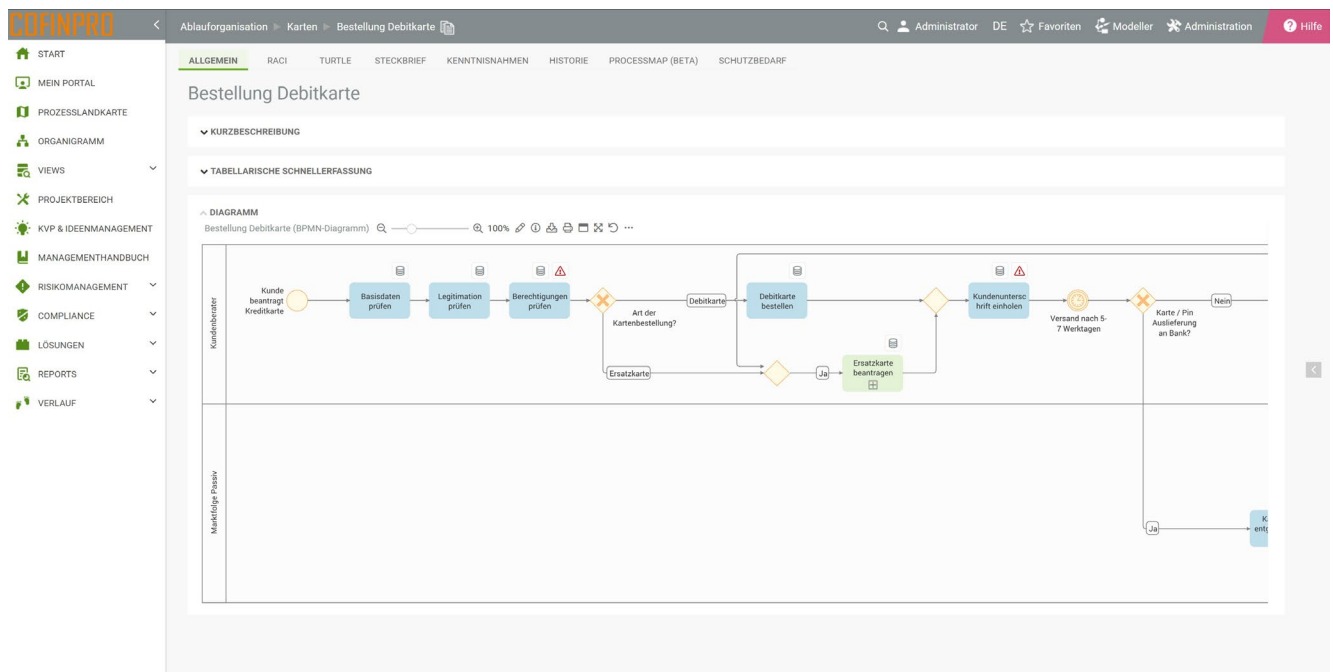 COFINPRO
Ablauforganisation Karten Bestellung Debitkarte
Administrator DE Favoriten Modeller Administration Hilfe
START
MEIN PORTAL
PROZESSLANDKARTE
ORGANIGRAMM
VIEWS
PROJEKTBEREICH
KVP & IDEENMANAGEMENT
MANAGEMENTHANDBUCH
RISIKOMANAGEMENT
COMPLIANCE
LÖSUNGEN
REPORTS
VERLAUF
ALLGEMEIN RACI TURTLE STECKBRIEF KENNTNISNAHMEN HISTORIE PROCESSMAP (BETA) SCHUTZBEDARF
Bestellung Debitkarte
KURZBESCHREIBUNG
TABELLARISCHE SCHNELLERFASSUNG
DIAGRAMM
Bestellung Debitkarte (BPMN-Diagramm) 100%
Kundenberater
Kunde
beantragt
Kreditkarte
Basisdaten
prüfen
Legitimation
prüfen
Berechtigungen
prüfen
Art der
Kartenbestellung?
Debitkarte
Debitkarte
bestellen
Ersatzkarte
Ja
Ersatzkarte
beantragen
Kundenuntersc
hrift einholen
Versand nach 5-
7 Werktagen
Karte / Pin
Auslieferung
an Bank?
Nein
Marktfolge Passiv
Ja
K
entg